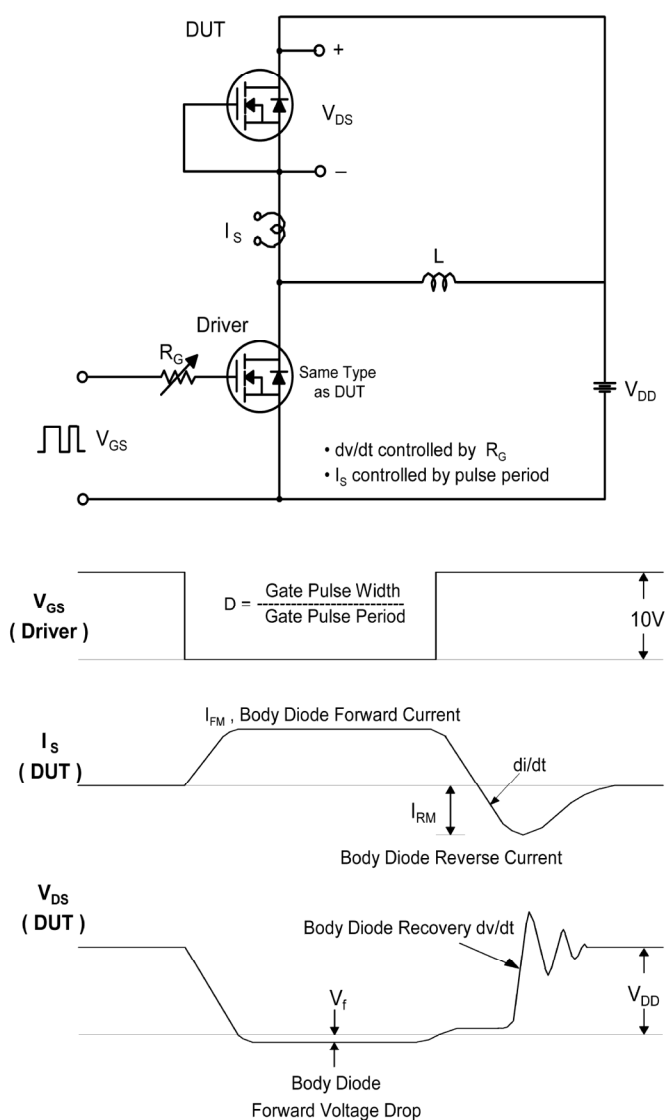 DUT
+
V_DS
−
I_S
L
Driver
R_G
Same Type
as DUT
V_DD
V_GS
• dv/dt controlled by R_G
• I_S controlled by pulse period
V_GS
( Driver )
D = Gate Pulse Width
Gate Pulse Period
10V
I_FM , Body Diode Forward Current
I_S
( DUT )
di/dt
I_RM
Body Diode Reverse Current
V_DS
( DUT )
Body Diode Recovery dv/dt
V_f
V_DD
Body Diode
Forward Voltage Drop